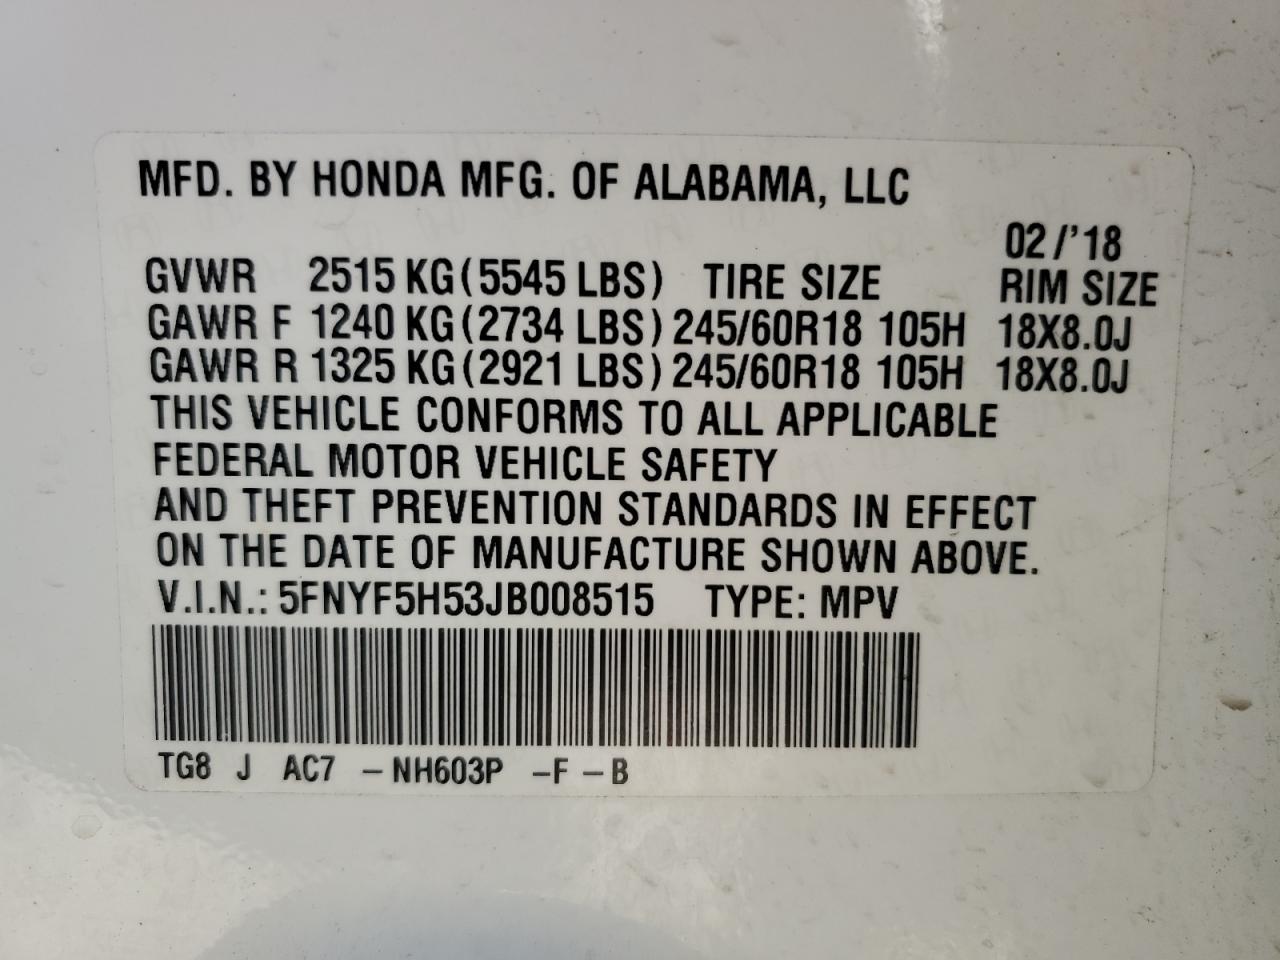 MFD. BY HONDA MFG. OF ALABAMA, LLC
02/'18
GVWR 2515 KG(5545 LBS) TIRE SIZE RIM SIZE
GAWR F 1240 KG(2734 LBS) 245/60R18 105H 18X8.0J
GAWR R 1325 KG(2921 LBS) 245/60R18 105H 18X8.0J
THIS VEHICLE CONFORMS TO ALL APPLICABLE
FEDERAL MOTOR VEHICLE SAFETY
AND THEFT PREVENTION STANDARDS IN EFFECT
ON THE DATE OF MANUFACTURE SHOWN ABOVE.
V.I.N.: 5FNYF5H53JB008515 TYPE: MPV
TG8 J AC7 -NH603P -F -B